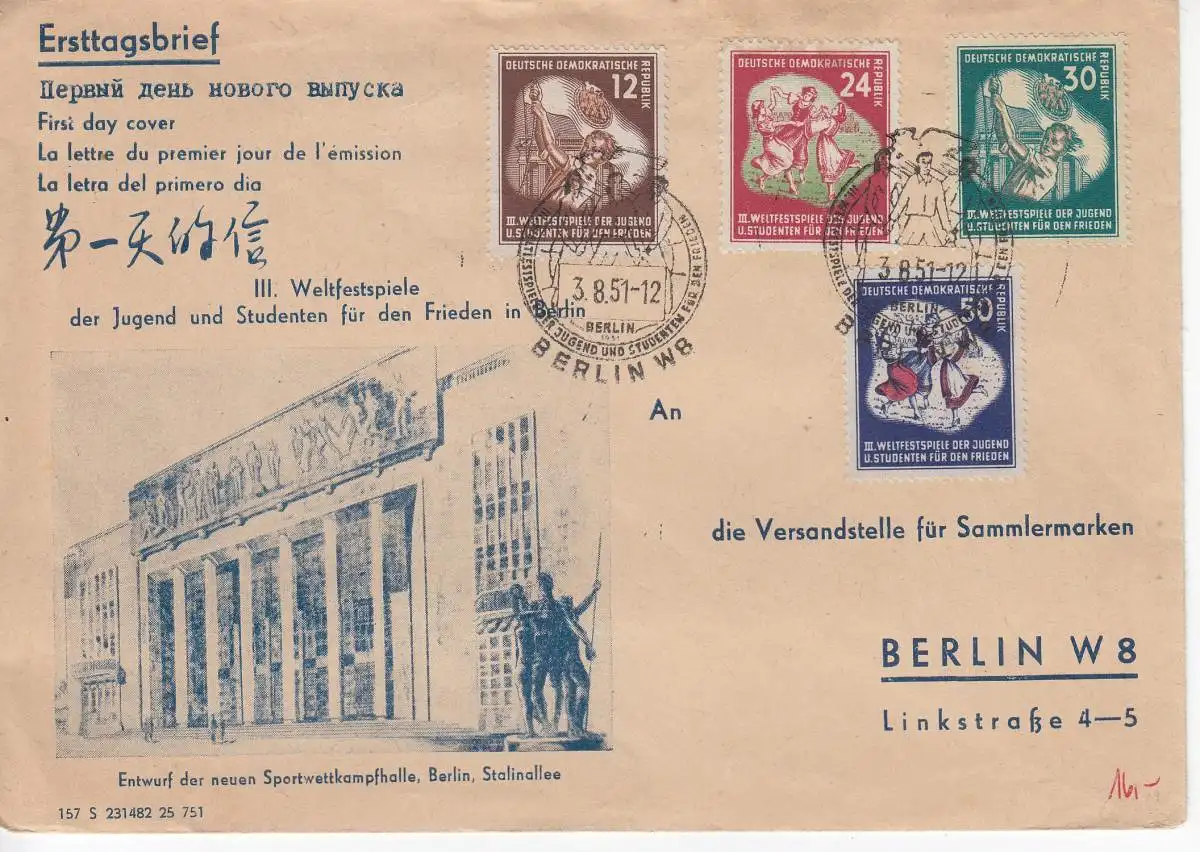 Ersttagsbrief
Первый день нового выпуска
First day cover
La lettre du premier jour de l'émission
La letra del primero dia
第一天的信
III. Weltfestspiele
der Jugend und Studenten für den Frieden in Berlin
DEUTSCHE DEMOKRATISCHE REPUBLIK
12
III. WELTFESTSPIELE DER JUGEND
U. STUDENTEN FÜR DEN FRIEDEN
DEUTSCHE DEMOKRATISCHE REPUBLIK
24
III. WELTFESTSPIELE DER JUGEND
U. STUDENTEN FÜR DEN FRIEDEN
DEUTSCHE DEMOKRATISCHE REPUBLIK
30
III. WELTFESTSPIELE DER JUGEND
U. STUDENTEN FÜR DEN FRIEDEN
DEUTSCHE DEMOKRATISCHE REPUBLIK
50
III. WELTFESTSPIELE DER JUGEND
U. STUDENTEN FÜR DEN FRIEDEN
3.8.51-12
BERLIN
1951
JUGEND UND STUDENTEN FÜR DEN FRIEDEN
BERLIN W8
3.8.51-12
BERLIN
An
die Versandstelle für Sammlermarken
BERLIN W 8
Linkstraße 4—5
Entwurf der neuen Sportwettkampfhalle, Berlin, Stalinallee
157 S 231482 25 751
16,-